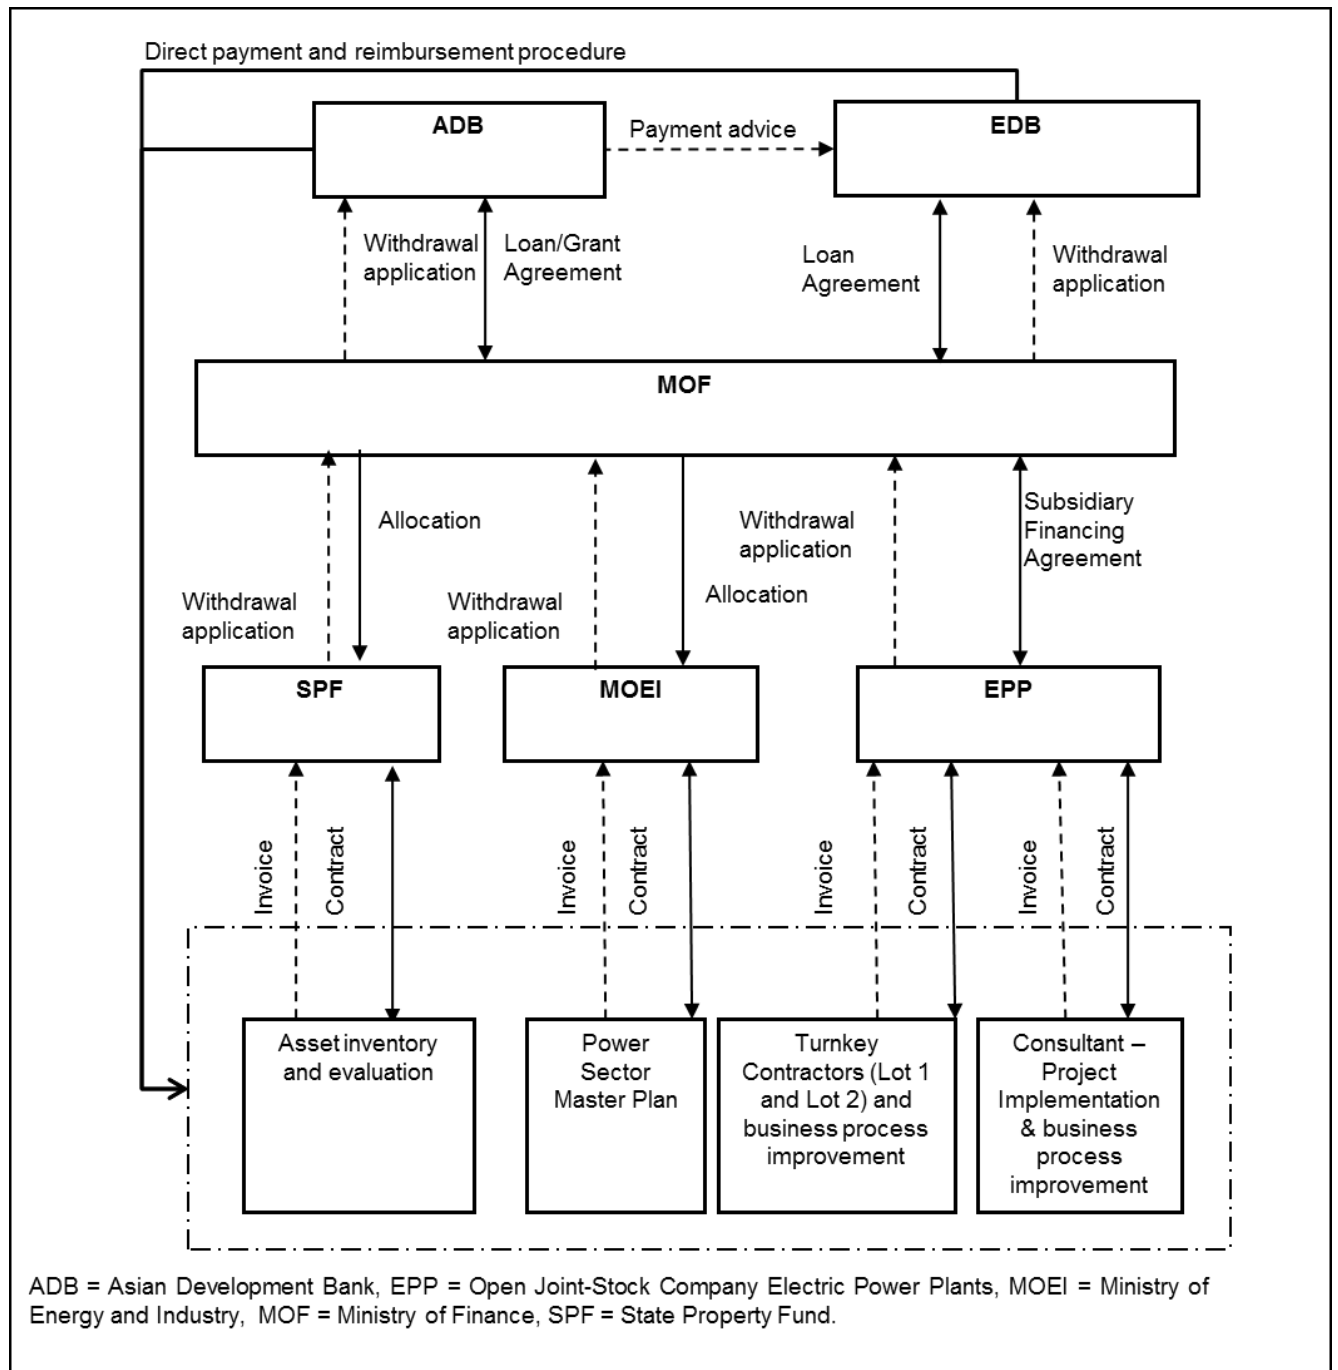 Direct payment and reimbursement procedure
ADB
Payment advice
EDB
Withdrawal
application
Loan/Grant
Agreement
Loan
Agreement
Withdrawal
application
MOF
Allocation
Withdrawal
application
Withdrawal
application
Allocation
Withdrawal
application
Subsidiary
Financing
Agreement
SPF
MOEI
EPP
Invoice
Contract
Invoice
Contract
Invoice
Contract
Invoice
Contract
Asset inventory
and evaluation
Power
Sector
Master Plan
Turnkey
Contractors (Lot 1
and Lot 2) and
business process
improvement
Consultant –
Project
Implementation
& business
process
improvement
ADB = Asian Development Bank, EPP = Open Joint-Stock Company Electric Power Plants, MOEI = Ministry of
Energy and Industry, MOF = Ministry of Finance, SPF = State Property Fund.